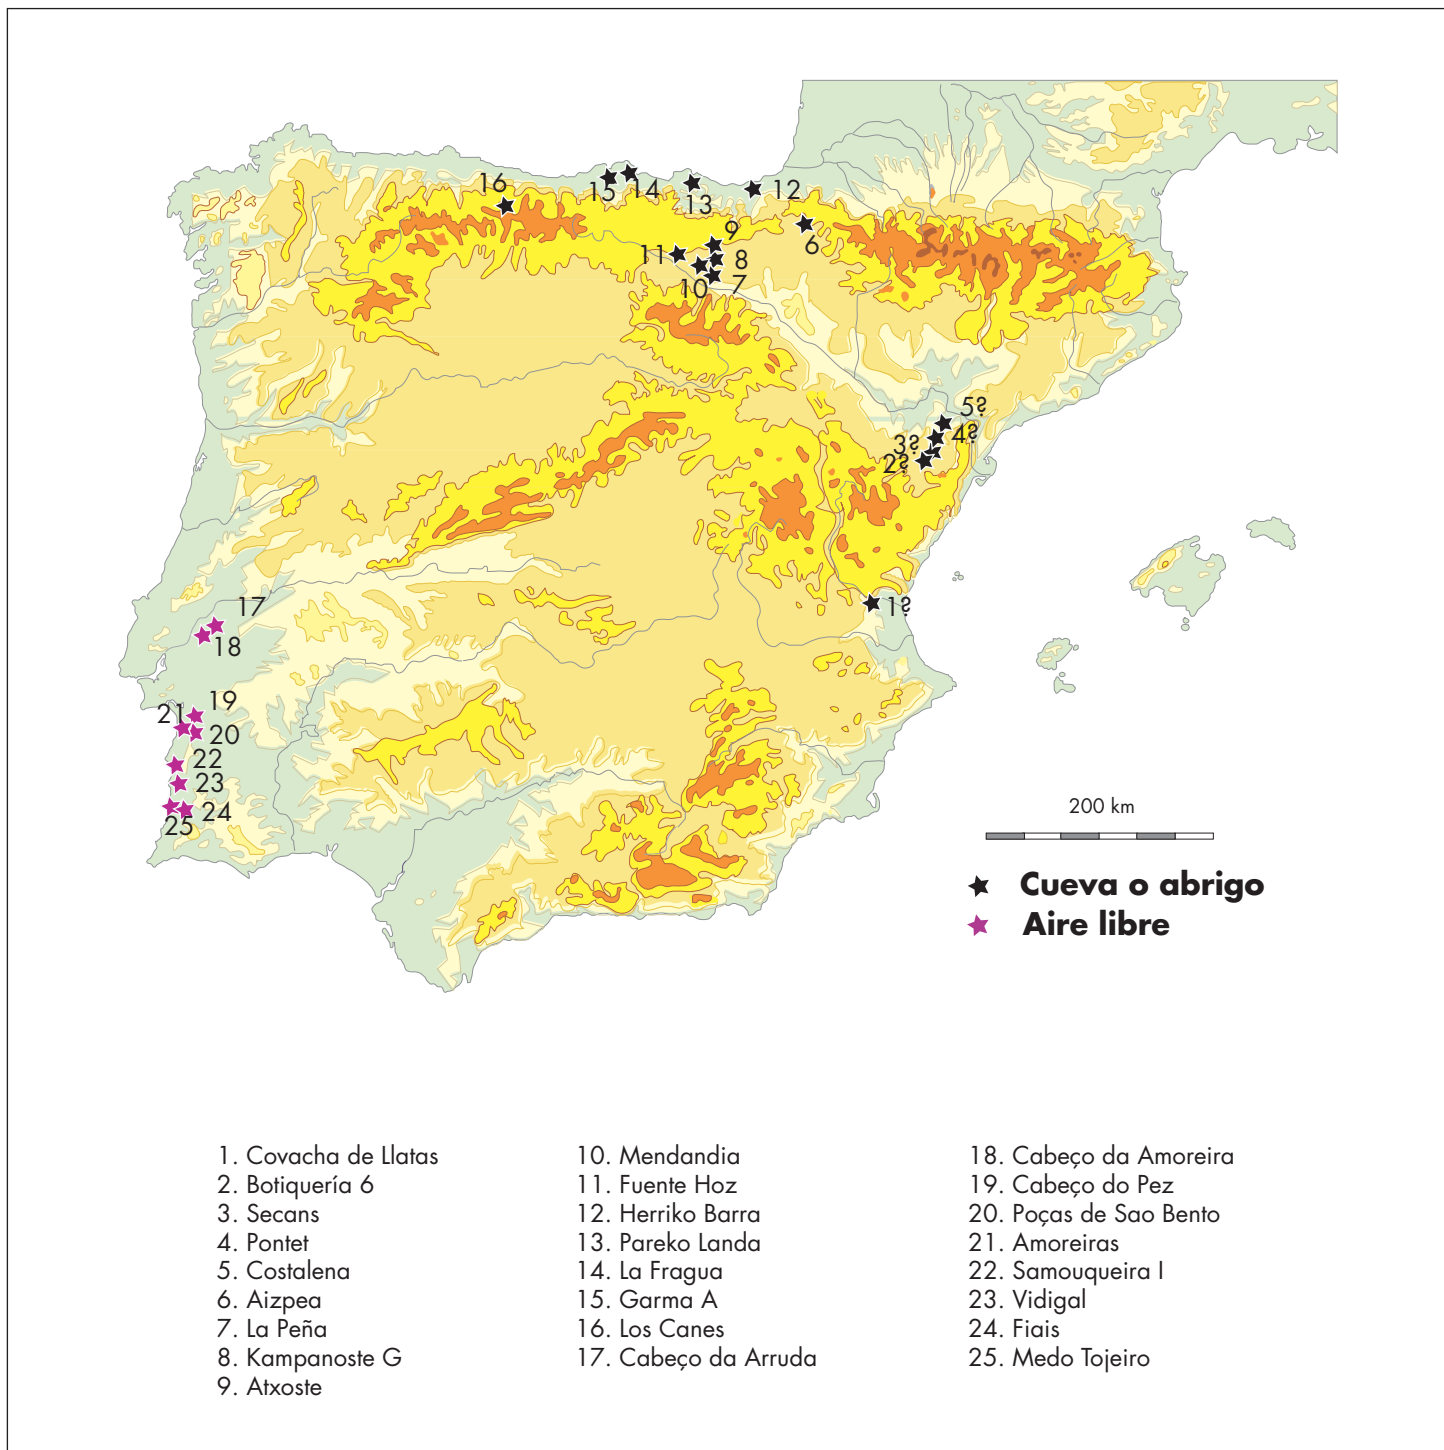 16
15
14
13
12
6
9
11
8
10
7
5?
4?
3?
2?
1?
17
18
19
21
20
22
23
24
25
200 km
Cueva o abrigo
Aire libre
1. Covacha de Llatas
2. Botiquería 6
3. Secans
4. Pontet
5. Costalena
6. Aizpea
7. La Peña
8. Kampanoste G
9. Atxoste
10. Mendandia
11. Fuente Hoz
12. Herriko Barra
13. Pareko Landa
14. La Fragua
15. Garma A
16. Los Canes
17. Cabeço da Arruda
18. Cabeço da Amoreira
19. Cabeço do Pez
20. Poças de Sao Bento
21. Amoreiras
22. Samouqueira I
23. Vidigal
24. Fiais
25. Medo Tojeiro